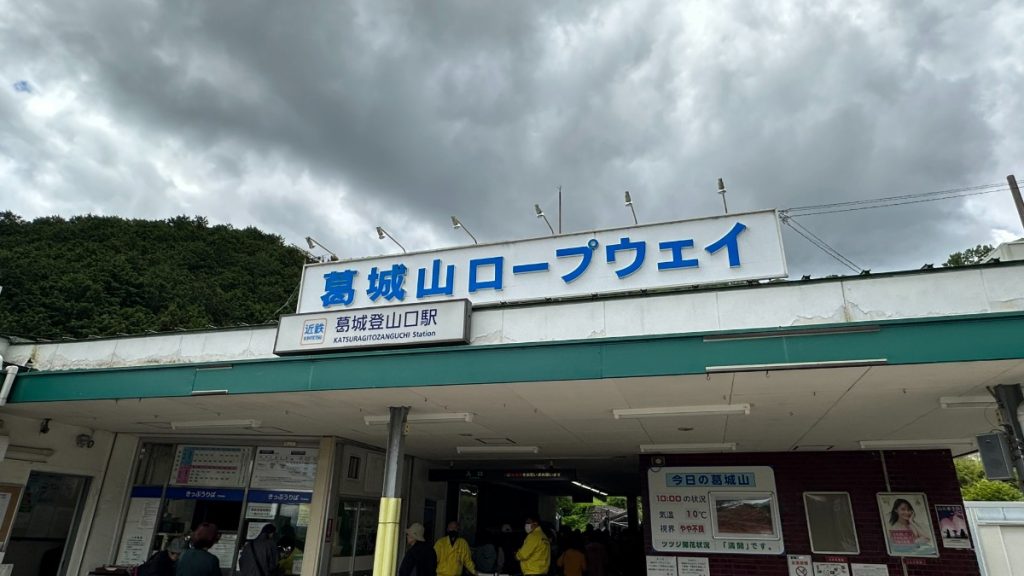 葛城山ロープウェイ
近鉄
葛城登山口駅
KATSURAGITOZANGUCHI Station
きっぷうりば
きっぷうりば
入口
今日の葛城山
10:00の状況
気温 10℃
視界 やや不良
ツツジ開花状況 「満開」です。